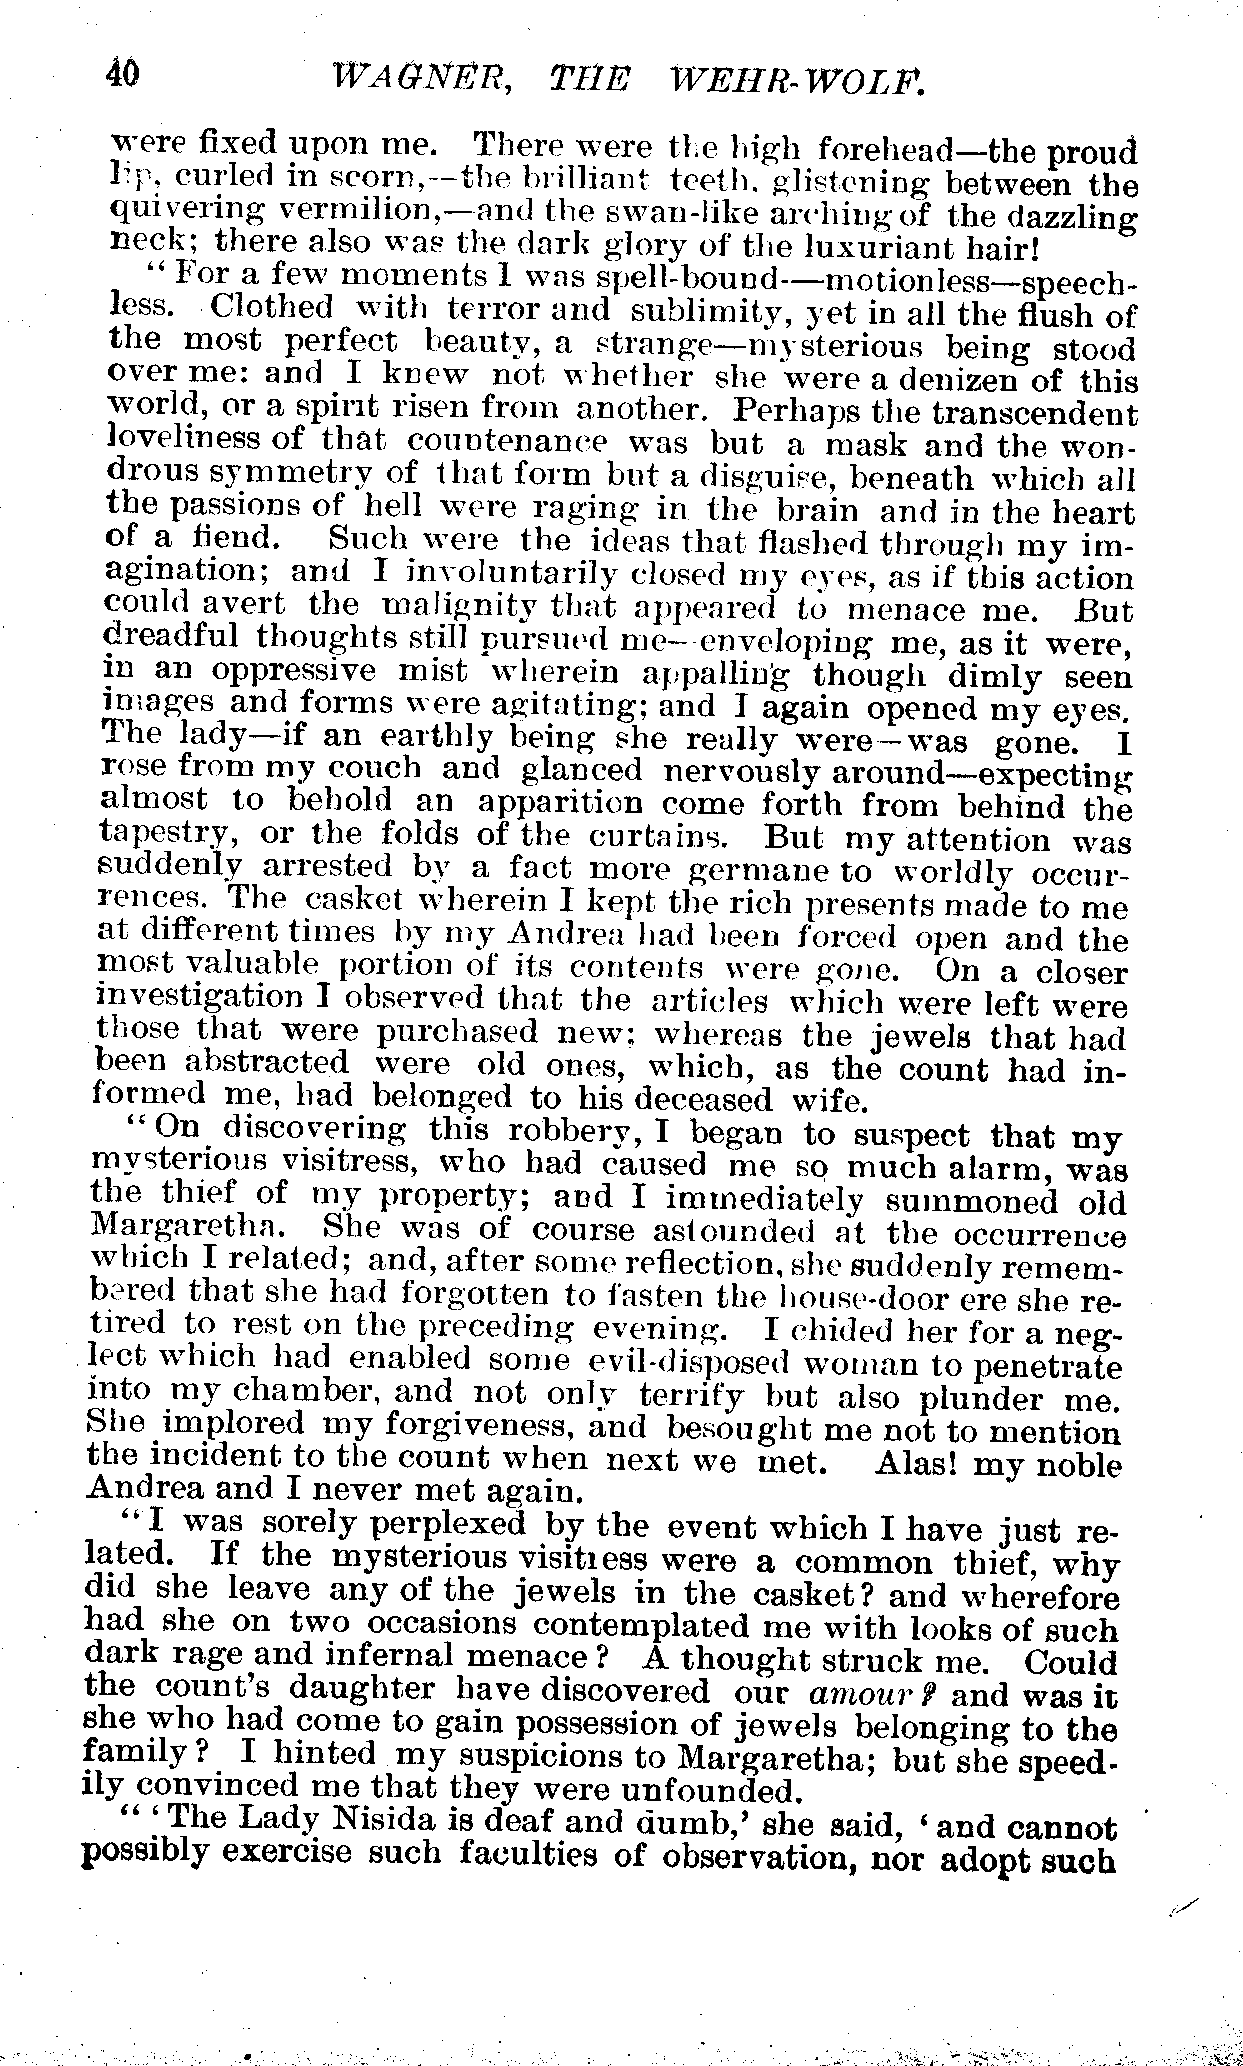 40 WAGNER, THE WEHR-WOLF.
were fixed upon me. There were the high forehead—the proud
lip, curled in scorn,--the brilliant teeth, glistening between the
quivering vermilion,—and the swan-like arching of the dazzling
neck; there also was the dark glory of the luxuriant hair!
“For a few moments I was spell-bound—motionless—speech-
less. Clothed with terror and sublimity, yet in all the flush of
the most perfect beauty, a strange—mysterious being stood
over me: and I knew not whether she were a denizen of this
world, or a spirit risen from another. Perhaps the transcendent
loveliness of that countenance was but a mask and the won-
drous symmetry of that form but a disguise, beneath which all
the passions of hell were raging in the brain and in the heart
of a fiend. Such were the ideas that flashed through my im-
agination; and I involuntarily closed my eyes, as if this action
could avert the malignity that appeared to menace me. But
dreadful thoughts still pursued me—enveloping me, as it were,
in an oppressive mist wherein appalling though dimly seen
images and forms were agitating; and I again opened my eyes.
The lady—if an earthly being she really were—was gone. I
rose from my couch and glanced nervously around—expecting
almost to behold an apparition come forth from behind the
tapestry, or the folds of the curtains. But my attention was
suddenly arrested by a fact more germane to worldly occur-
rences. The casket wherein I kept the rich presents made to me
at different times by my Andrea had been forced open and the
most valuable portion of its contents were gone. On a closer
investigation I observed that the articles which were left were
those that were purchased new; whereas the jewels that had
been abstracted were old ones, which, as the count had in-
formed me, had belonged to his deceased wife.
“On discovering this robbery, I began to suspect that my
mysterious visitress, who had caused me so much alarm, was
the thief of my property; and I immediately summoned old
Margaretha. She was of course astounded at the occurrence
which I related; and, after some reflection, she suddenly remem-
bered that she had forgotten to fasten the house-door ere she re-
tired to rest on the preceding evening. I chided her for a neg-
lect which had enabled some evil-disposed woman to penetrate
into my chamber, and not only terrify but also plunder me.
She implored my forgiveness, and besought me not to mention
the incident to the count when next we met. Alas! my noble
Andrea and I never met again.
“I was sorely perplexed by the event which I have just re-
lated. If the mysterious visitress were a common thief, why
did she leave any of the jewels in the casket? and wherefore
had she on two occasions contemplated me with looks of such
dark rage and infernal menace? A thought struck me. Could
the count's daughter have discovered our amour? and was it
she who had come to gain possession of jewels belonging to the
family? I hinted my suspicions to Margaretha; but she speed-
ily convinced me that they were unfounded.
“‘The Lady Nisida is deaf and dumb,’ she said, ‘and cannot
possibly exercise such faculties of observation, nor adopt such